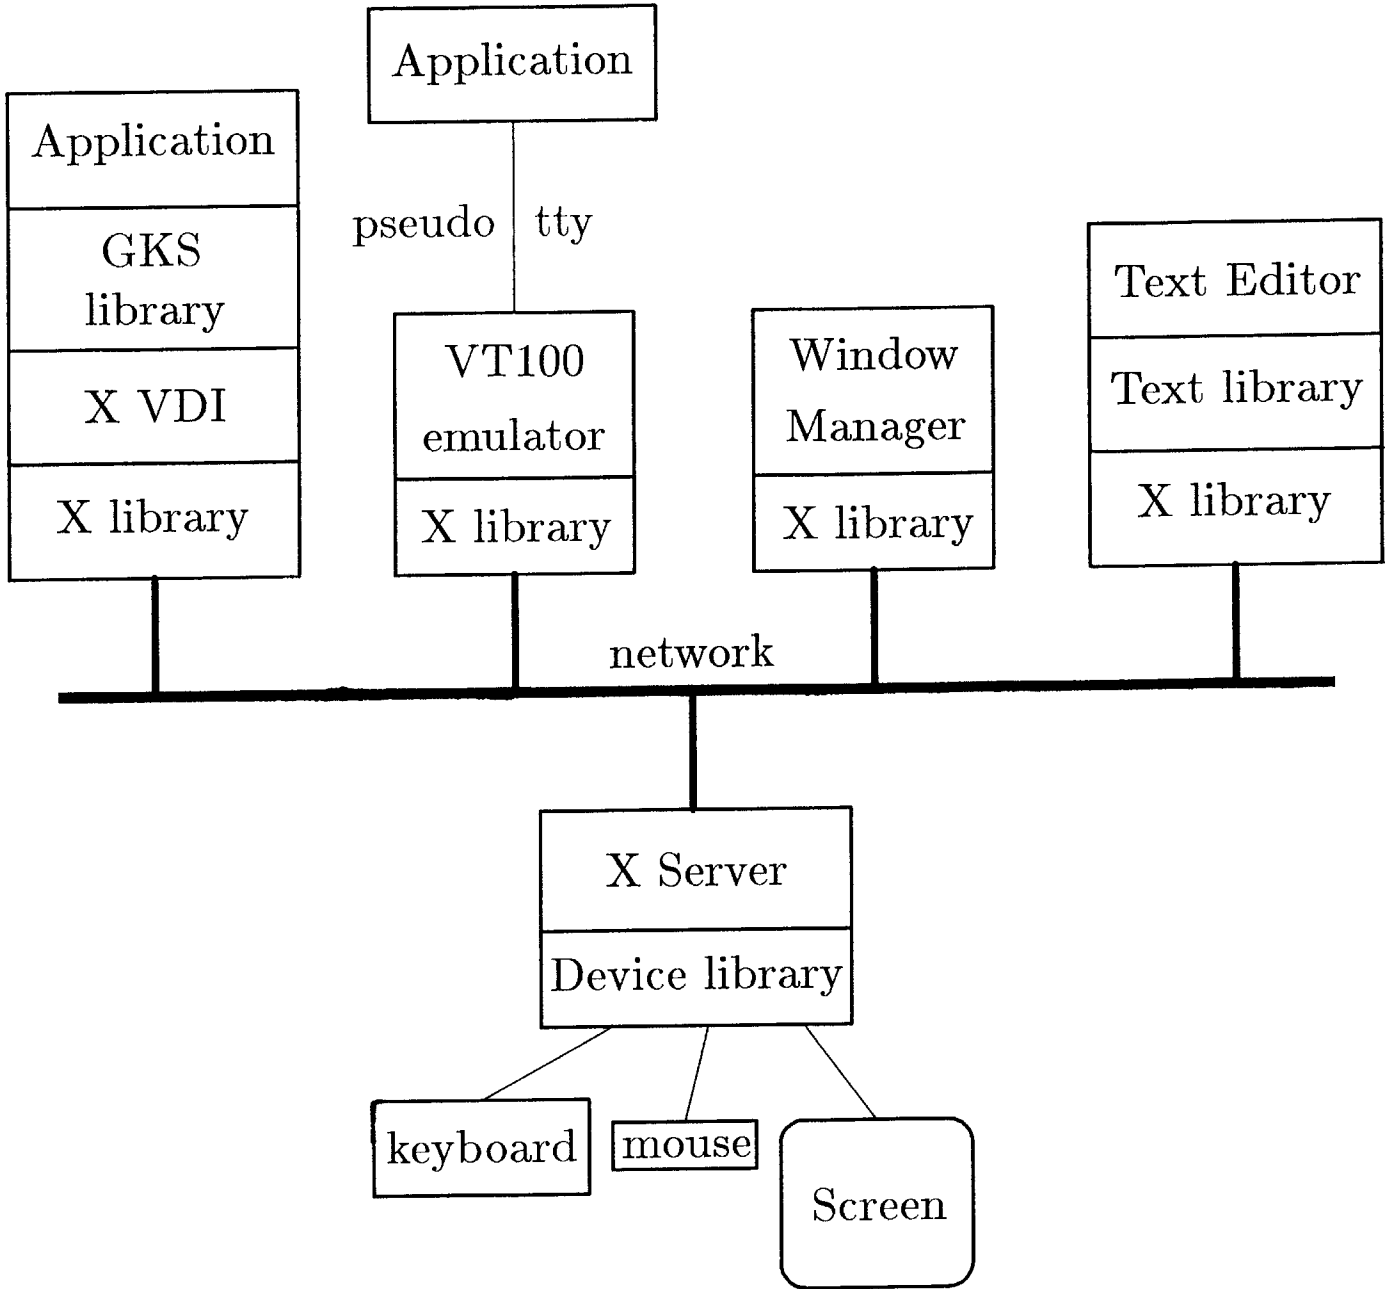 Application
Application
GKS
library
X VDI
X library
pseudo tty
VT100
emulator
X library
Window
Manager
X library
Text Editor
Text library
X library
network
X Server
Device library
keyboard
mouse
Screen